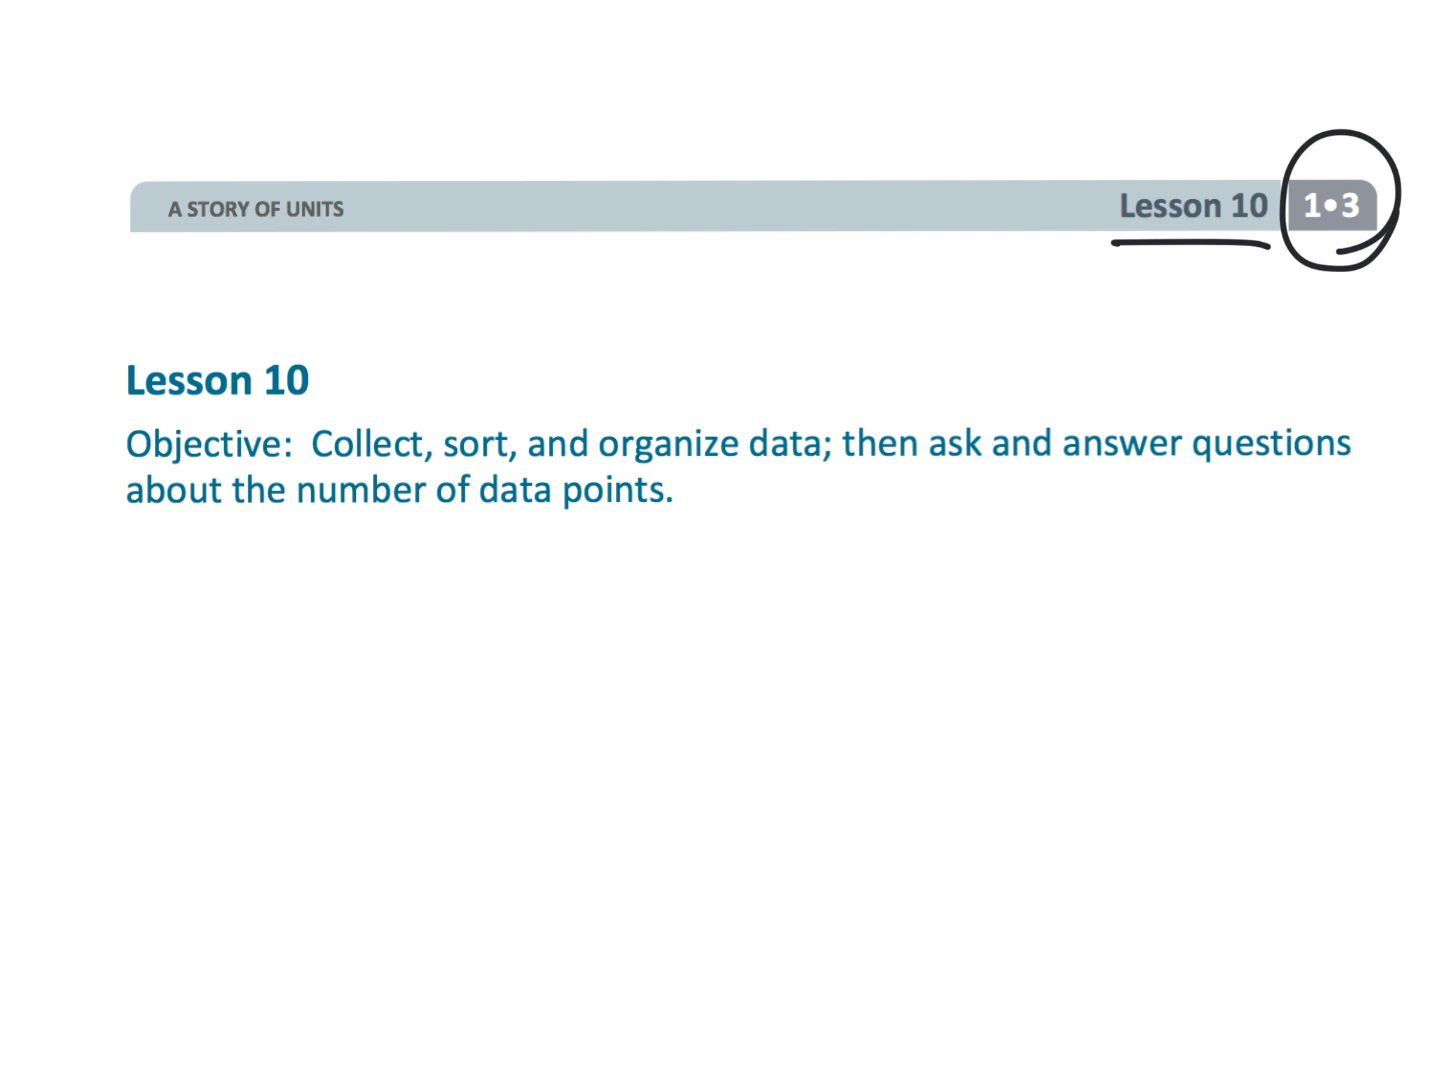 A STORY OF UNITS
Lesson 10
1•3
Lesson 10
Objective: Collect, sort, and organize data; then ask and answer questions
about the number of data points.